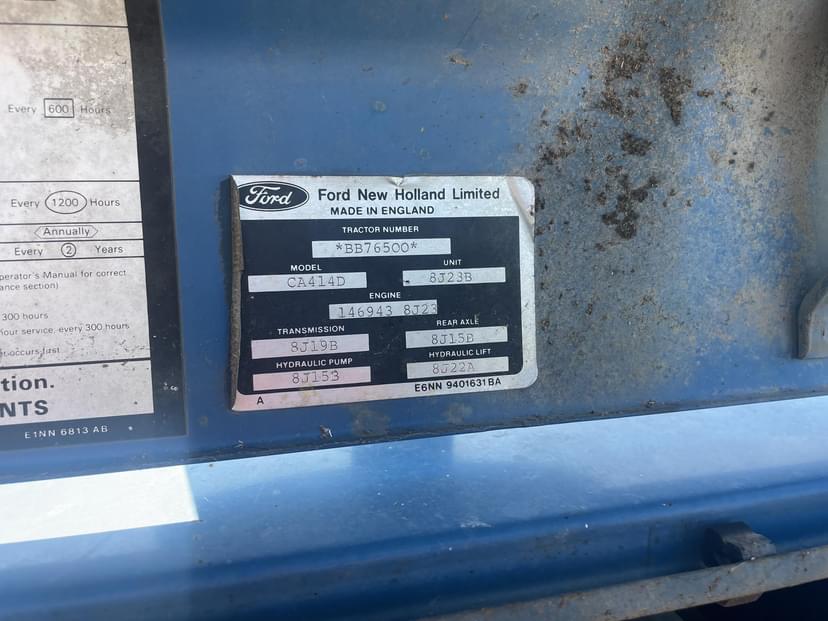 Every 600 Hours
Every 1200 Hours
Annually
Every 2 Years
perator's Manual for correct
ance section)
300 hours
our service, every 300 hours
occurs first
tion.
NTS
E1NN 6813 AB
Ford Ford New Holland Limited
MADE IN ENGLAND
TRACTOR NUMBER
*BB76500*
MODEL UNIT
CA414D 8J23B
ENGINE
146943 8J23
TRANSMISSION REAR AXLE
8J19B 8J15B
HYDRAULIC PUMP HYDRAULIC LIFT
8J153 8J22A
A E6NN 9401631BA